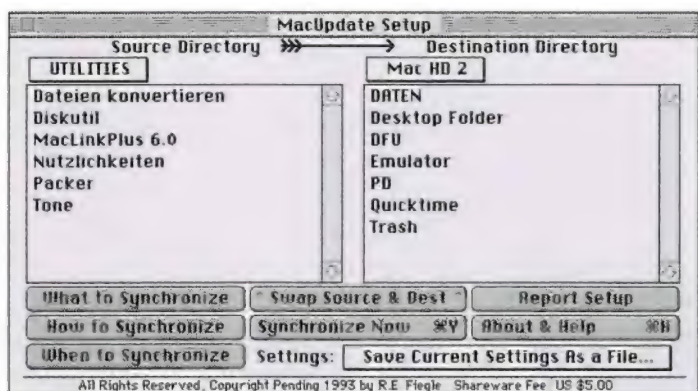 MacUpdate Setup
Source Directory Destination Directory
UTILITIES Mac HD 2
Dateien konvertieren
Diskutil
MacLinkPlus 6.0
Nutzlichkeiten
Packer
Tone
DATEN
Desktop Folder
DFU
Emulator
PD
Quicktime
Trash
What to Synchronize Swap Source & Dest Report Setup
How to Synchronize Synchronize Now ⌘Y About & Help ⌘H
When to Synchronize Settings: Save Current Settings As a File...
All Rights Reserved, Copyright Pending 1993 by R.E. Fiegle Shareware Fee US $5.00